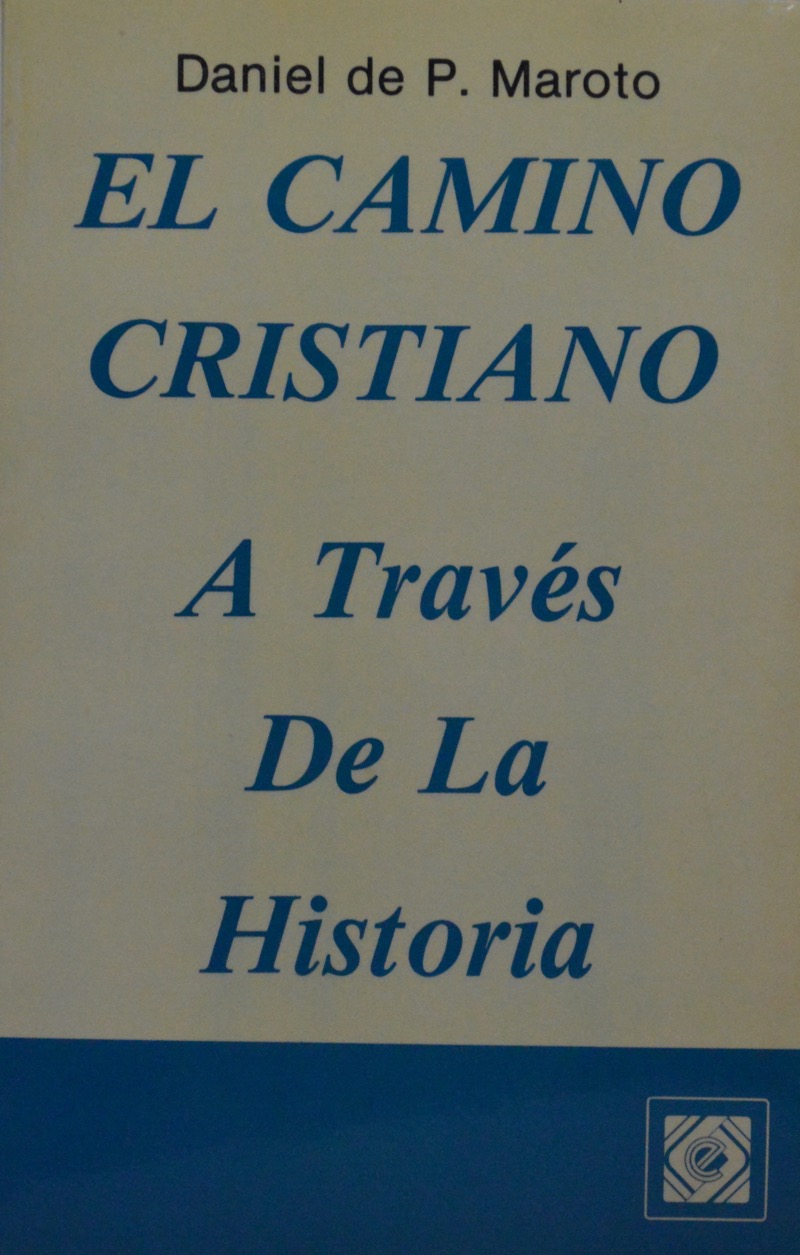 Daniel de P. Maroto
EL CAMINO
CRISTIANO
A Través
De La
Historia